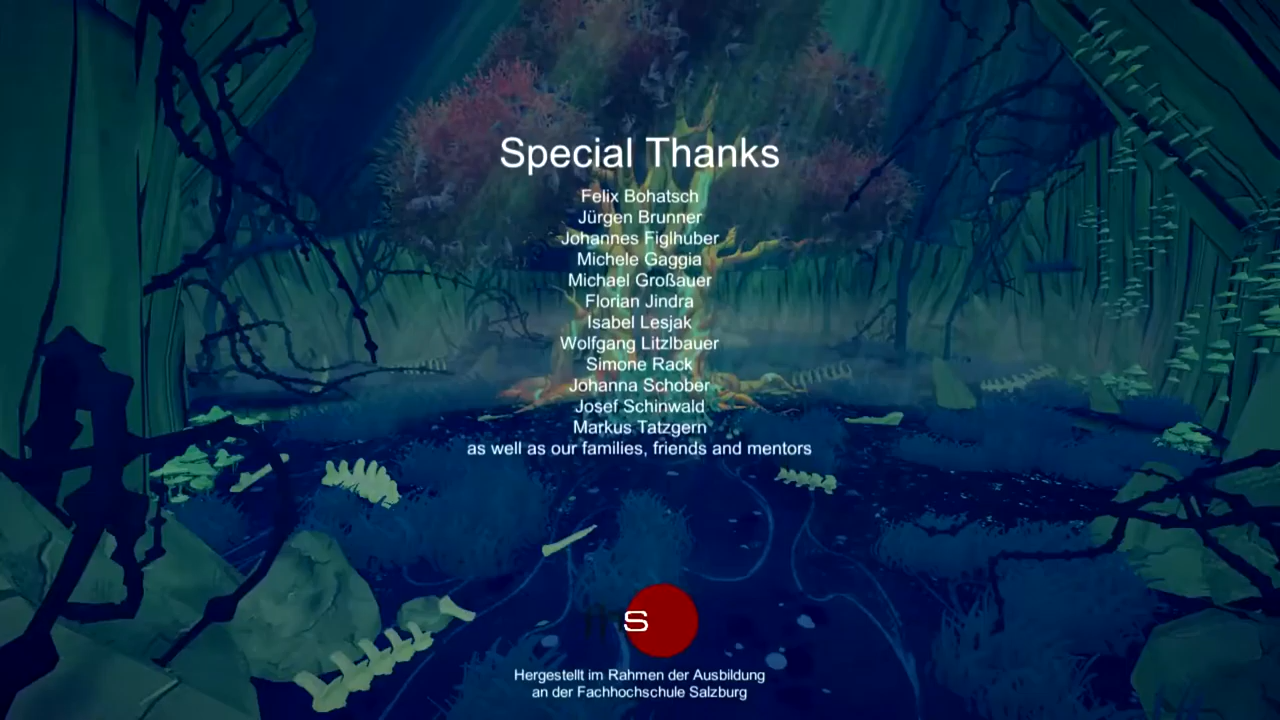 Special Thanks
Felix Bohatsch
Jürgen Brunner
Johannes Figlhuber
Michele Gaggia
Michael Großauer
Florian Jindra
Isabel Lesjak
Wolfgang Litzlbauer
Simone Rack
Johanna Schober
Josef Schinwald
Markus Tatzgern
as well as our families, friends and mentors
fhs
Hergestellt im Rahmen der Ausbildung
an der Fachhochschule Salzburg